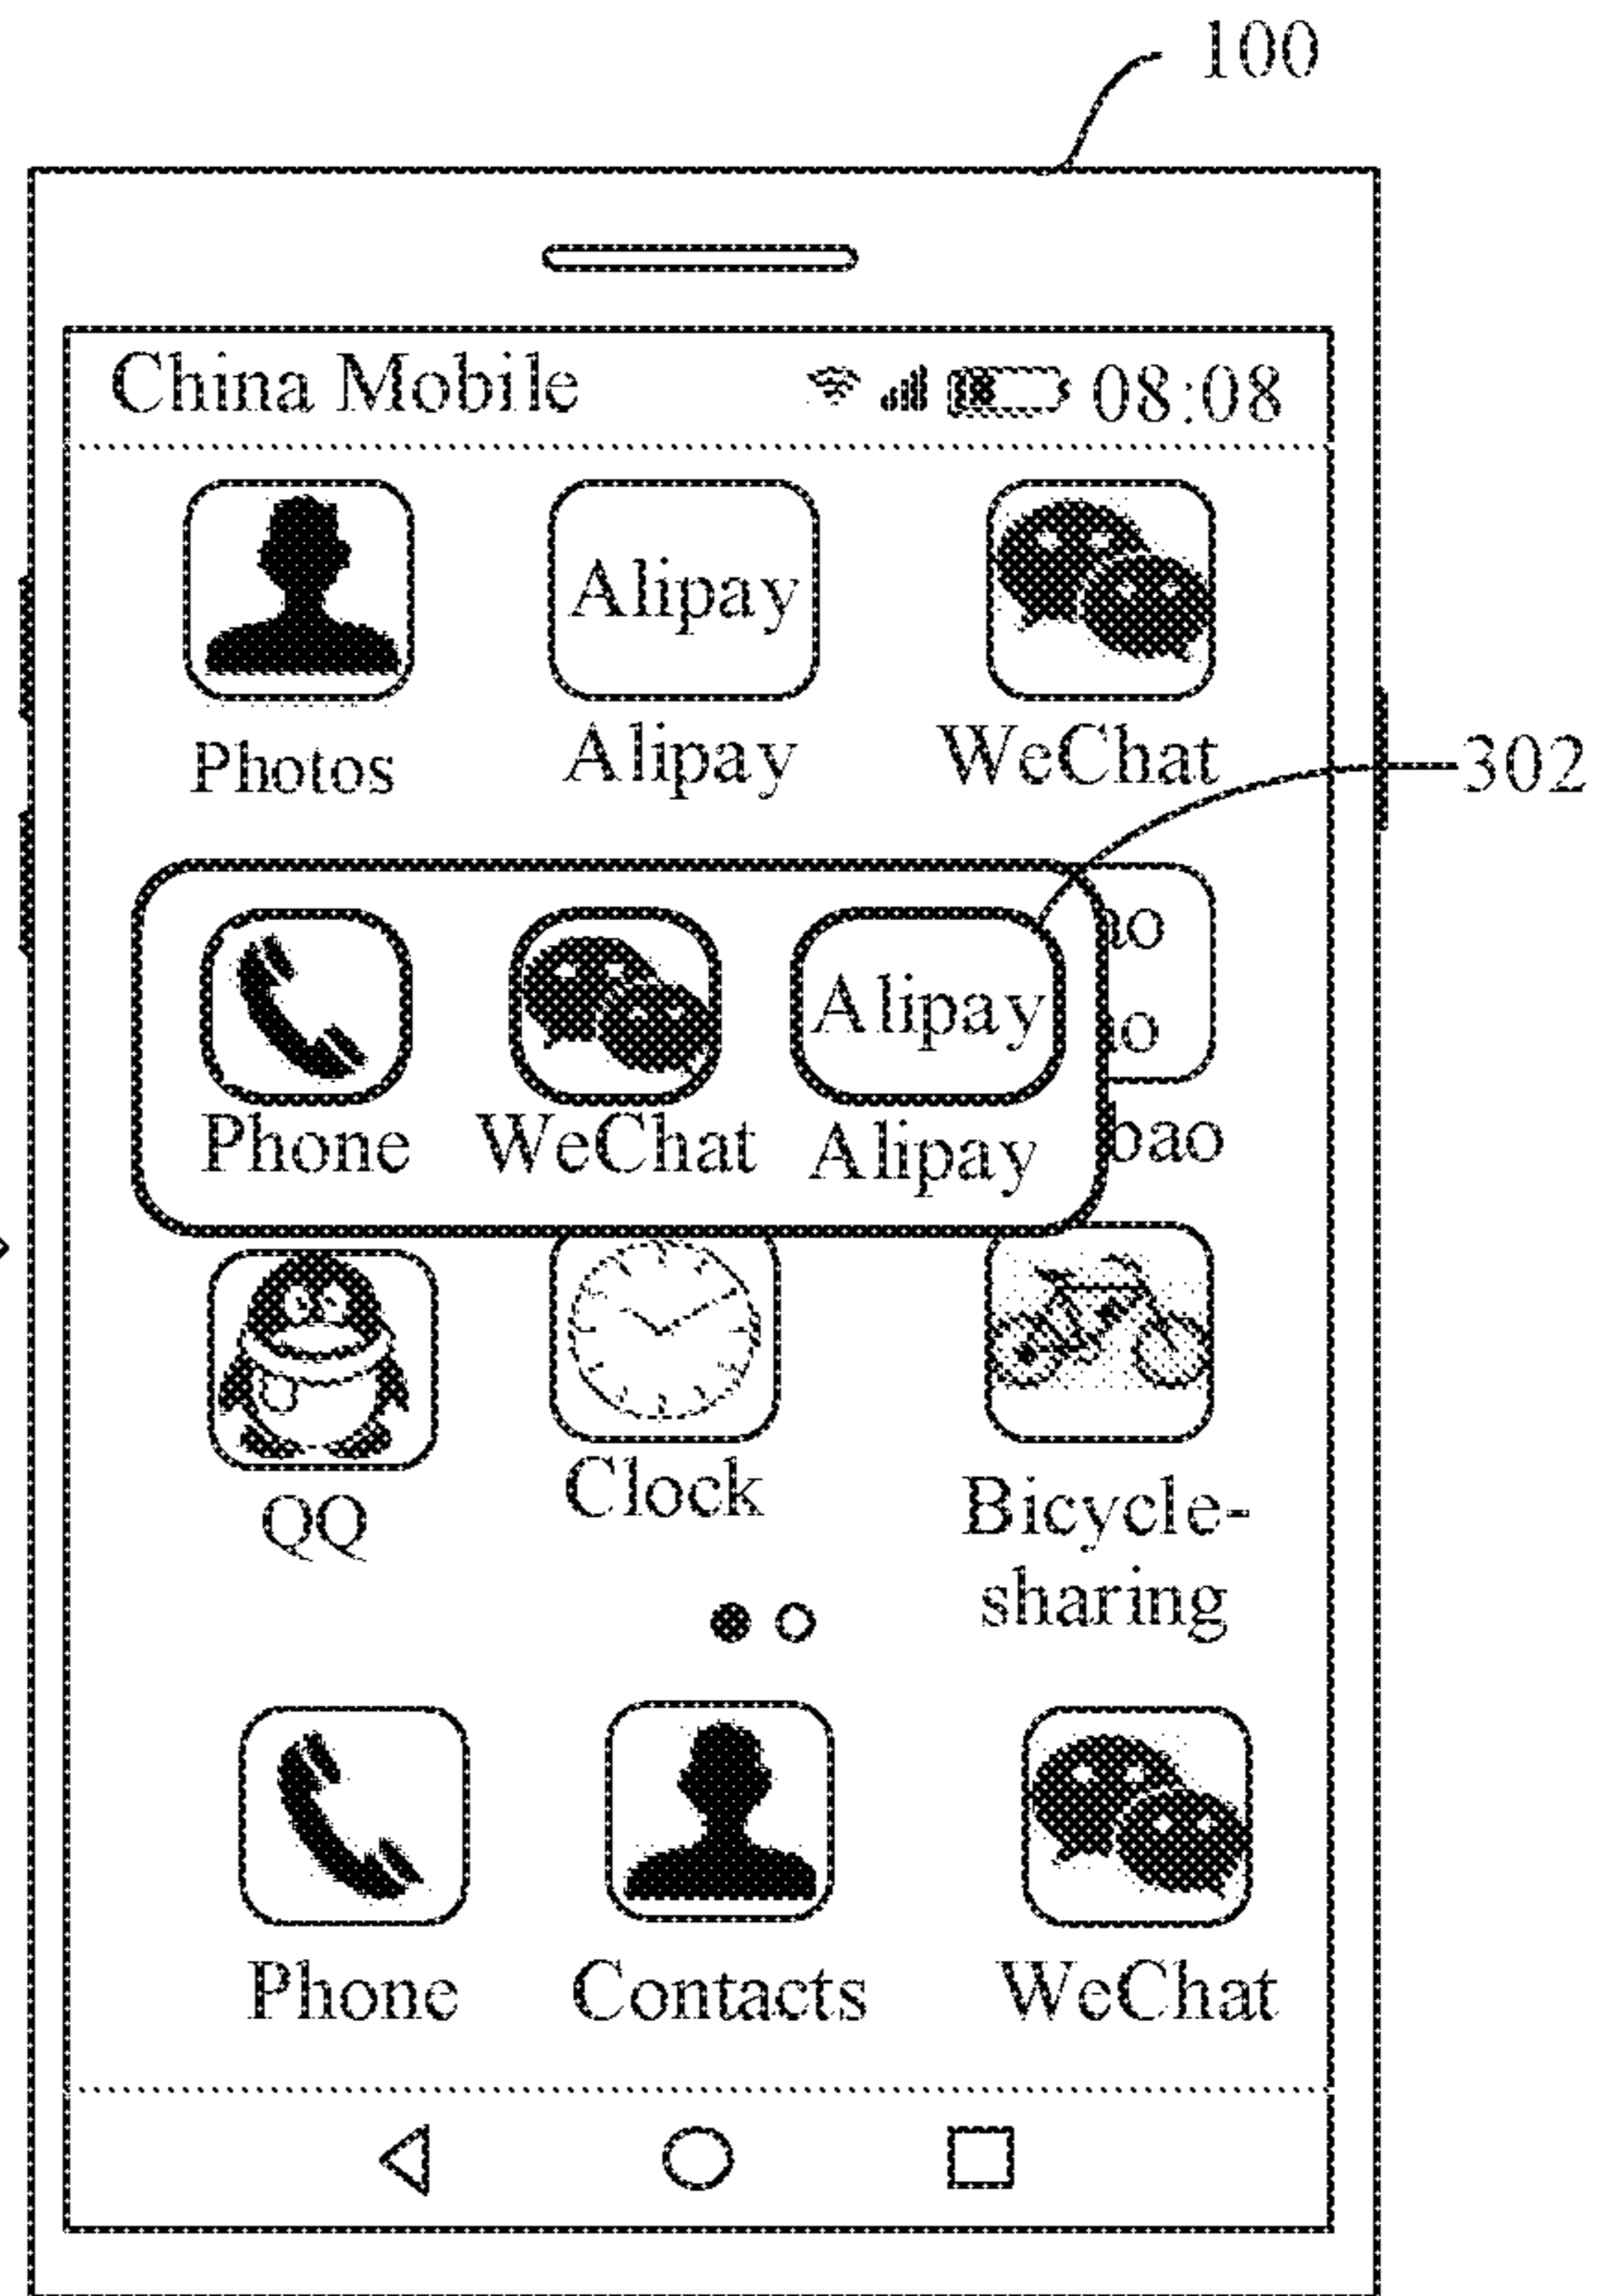 100
China Mobile 08:08
Alipay
Photos Alipay WeChat
302
Alipay
Phone WeChat Alipay bao
QQ Clock Bicycle-
sharing
Phone Contacts WeChat